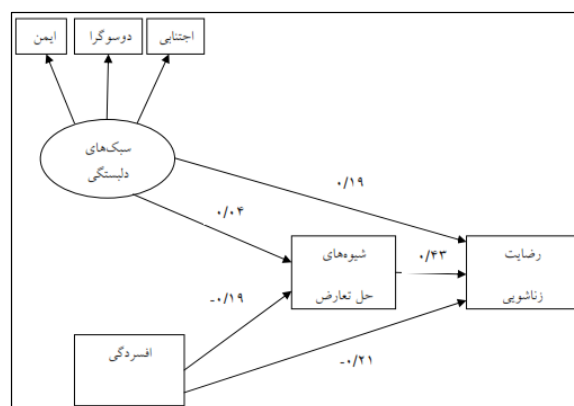 ایمن
دوسوگرا
اجتنابی
سبک‌های
دلبستگی
۰/۱۹
۰/۰۴
شیوه‌های
حل تعارض
۰/۴۳
رضایت
زناشویی
-۰/۱۹
افسردگی
-۰/۲۱